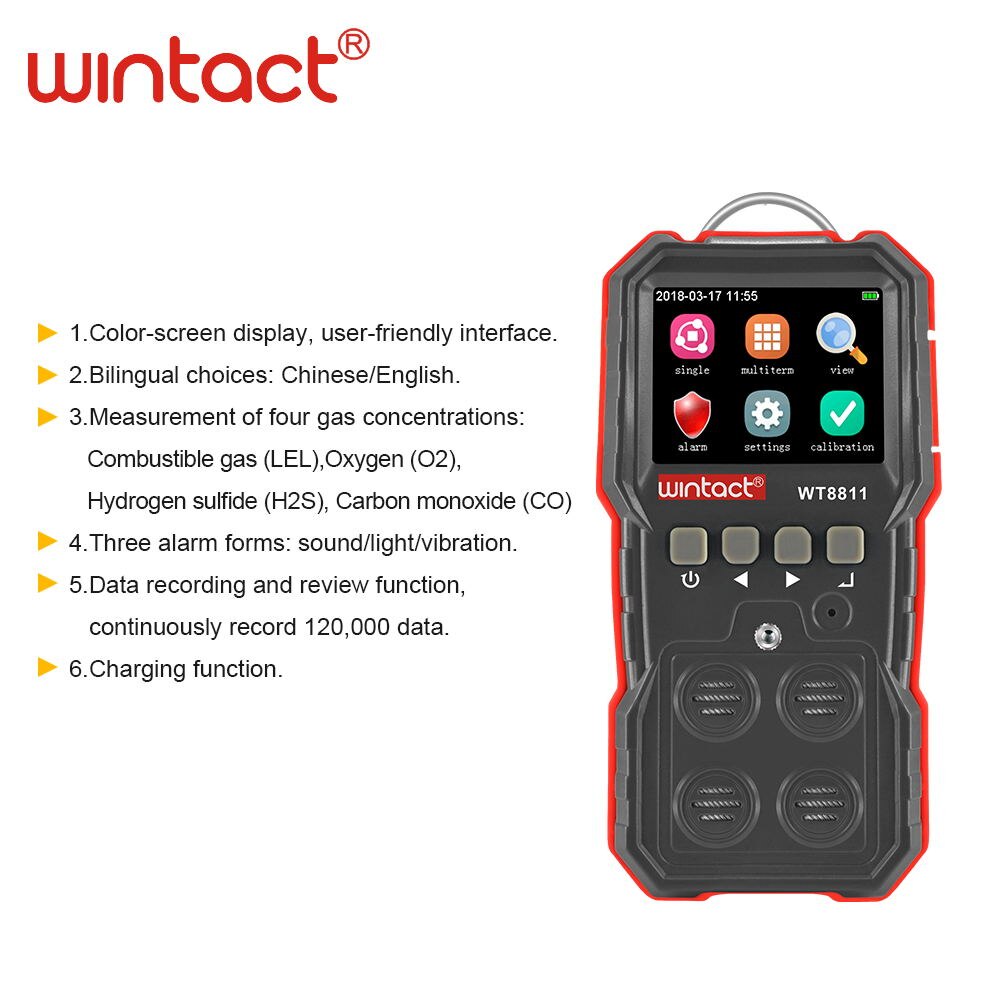 wintact®
1.Color-screen display, user-friendly interface.
2.Bilingual choices: Chinese/English.
3.Measurement of four gas concentrations:
Combustible gas (LEL),Oxygen (O2),
Hydrogen sulfide (H2S), Carbon monoxide (CO)
4.Three alarm forms: sound/light/vibration.
5.Data recording and review function,
continuously record 120,000 data.
6.Charging function.
2018-03-17 11:55
single multiterm view
alarm settings calibration
wintact® WT8811